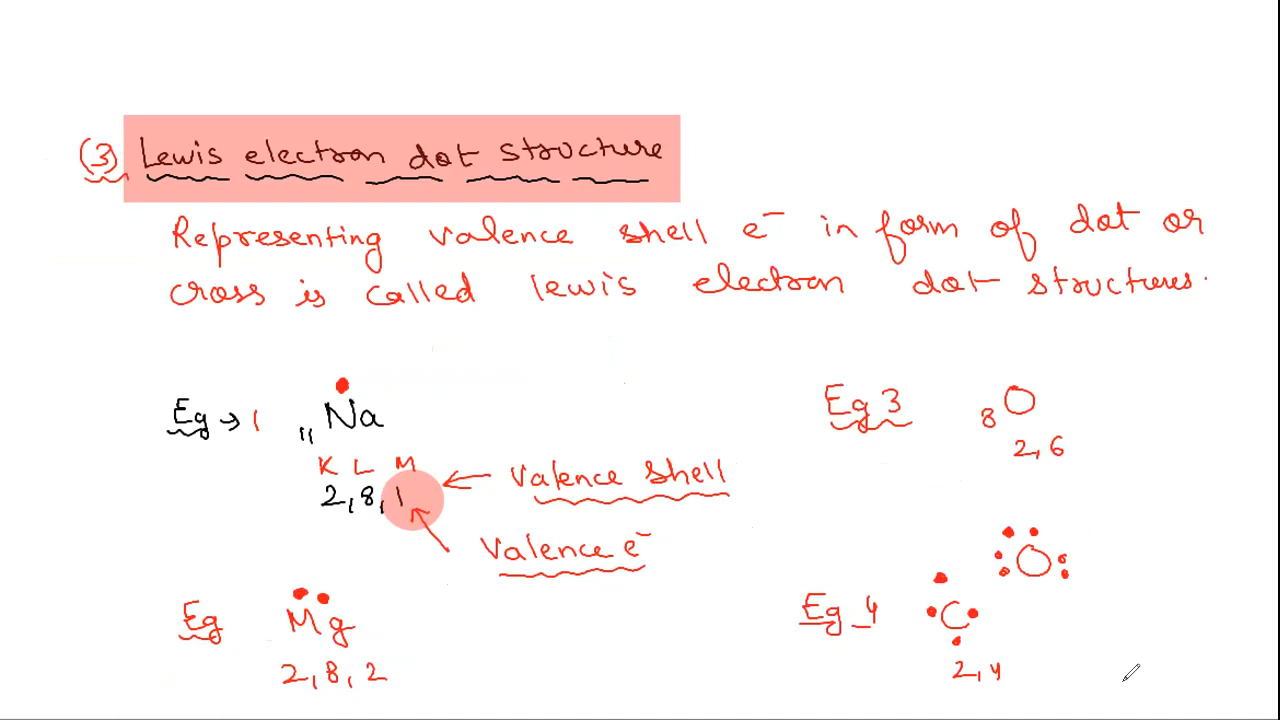 (3) Lewis electron dot structure
Representing valence shell e⁻ in form of dot or
cross is called lewis electron dot structures.
Eg → 1 ₁₁Na
K L M
2,8,1
Valence shell
Valence e⁻
Eg Mg
2,8,2
Eg 3 ₈O
2,6
O
Eg 4 C
2,4